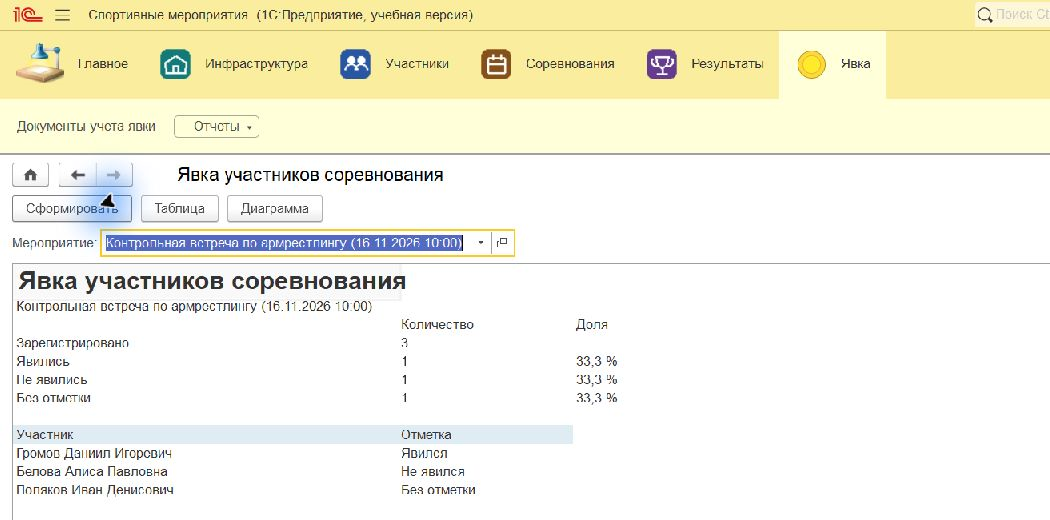 1С Спортивные мероприятия (1С:Предприятие, учебная версия) Поиск Ct
Главное Инфраструктура Участники Соревнования Результаты Явка
Документы учета явки Отчеты
Явка участников соревнования
Сформировать Таблица Диаграмма
Мероприятие: Контрольная встреча по армрестлингу (16.11.2026 10:00)
Явка участников соревнования
Контрольная встреча по армрестлингу (16.11.2026 10:00)
Количество Доля
Зарегистрировано 3
Явились 1 33,3 %
Не явились 1 33,3 %
Без отметки 1 33,3 %
Участник Отметка
Громов Даниил Игоревич Явился
Белова Алиса Павловна Не явился
Поляков Иван Денисович Без отметки